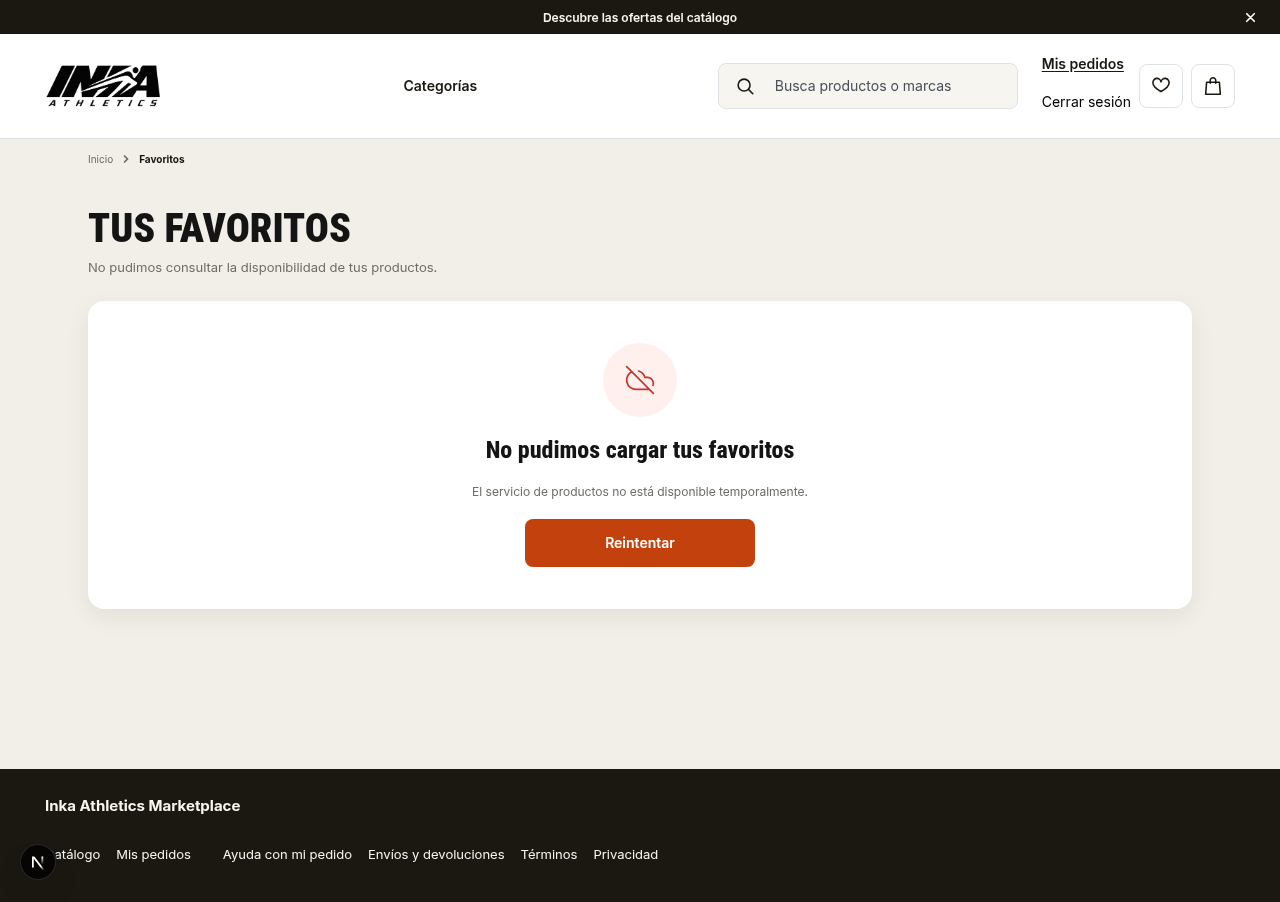 Descubre las ofertas del catálogo
INKA
ATHLETICS
Categorías
Busca productos o marcas
Mis pedidos
Cerrar sesión
Inicio
Favoritos
TUS FAVORITOS
No pudimos consultar la disponibilidad de tus productos.
No pudimos cargar tus favoritos
El servicio de productos no está disponible temporalmente.
Reintentar
Inka Athletics Marketplace
atálogo Mis pedidos Ayuda con mi pedido Envíos y devoluciones Términos Privacidad
N